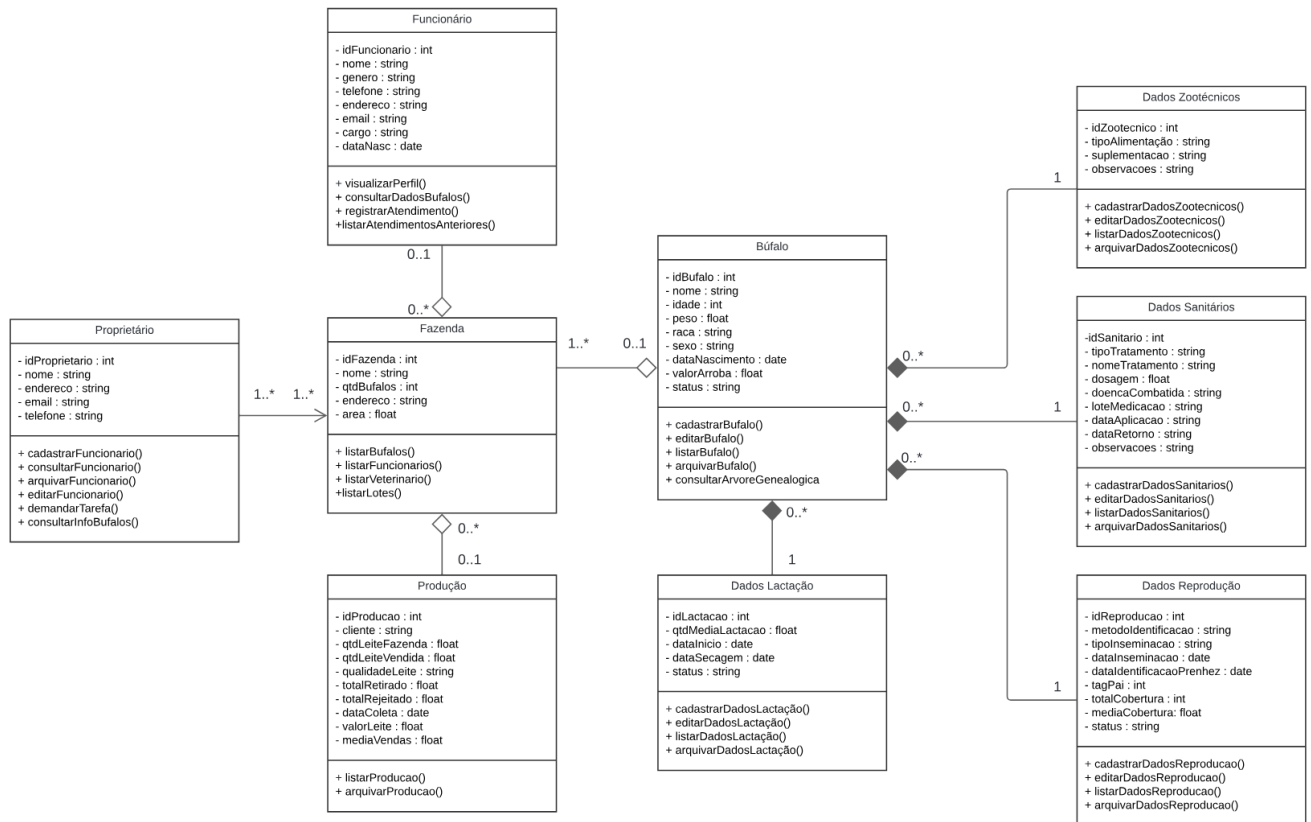 Funcionário
- idFuncionario : int
- nome : string
- genero : string
- telefone : string
- endereco : string
- email : string
- cargo : string
- dataNasc : date
+ visualizarPerfil()
+ consultarDadosBufalos()
+ registrarAtendimento()
+listarAtendimentosAnteriores()
0..1
0..*
Proprietário
- idProprietario : int
- nome : string
- endereco : string
- email : string
- telefone : string
+ cadastrarFuncionario()
+ consultarFuncionario()
+ arquivarFuncionario()
+ editarFuncionario()
+ demandarTarefa()
+ consultarInfoBufalos()
1..* 1..*
Fazenda
- idFazenda : int
- nome : string
- qtdBufalos : int
- endereco : string
- area : float
+ listarBufalos()
+ listarFuncionarios()
+ listarVeterinario()
+listarLotes()
1..* 0..1
0..*
0..1
Produção
- idProducao : int
- cliente : string
- qtdLeiteFazenda : float
- qtdLeiteVendida : float
- qualidadeLeite : string
- totalRetirado : float
- totalRejeitado : float
- dataColeta : date
- valorLeite : float
- mediaVendas : float
+ listarProducao()
+ arquivarProducao()
Búfalo
- idBufalo : int
- nome : string
- idade : int
- peso : float
- raca : string
- sexo : string
- dataNascimento : date
- valorArroba : float
- status : string
+ cadastrarBufalo()
+ editarBufalo()
+ listarBufalo()
+ arquivarBufalo()
+ consultarArvoreGenealogica
0..*
1
Dados Lactação
- idLactacao : int
- qtdMediaLactacao : float
- dataInicio : date
- dataSecagem : date
- status : string
+ cadastrarDadosLactação()
+ editarDadosLactação()
+ listarDadosLactação()
+ arquivarDadosLactação()
0..*
1
Dados Zootécnicos
- idZootecnico : int
- tipoAlimentação : string
- suplementacao : string
- observacoes : string
+ cadastrarDadosZootecnicos()
+ editarDadosZootecnicos()
+ listarDadosZootecnicos()
+ arquivarDadosZootecnicos()
0..*
1
Dados Sanitários
-idSanitario : int
- tipoTratamento : string
- nomeTratamento : string
- dosagem : float
- doencaCombatida : string
- loteMedicacao : string
- dataAplicacao : string
- dataRetorno : string
- observacoes : string
+ cadastrarDadosSanitarios()
+ editarDadosSanitarios()
+ listarDadosSanitarios()
+ arquivarDadosSanitarios()
0..*
1
Dados Reprodução
- idReproducao : int
- metodoIdentificacao : string
- tipoInseminacao : string
- dataInseminacao : date
- dataIdentificacaoPrenhez : date
- tagPai : int
- totalCobertura : int
- mediaCobertura: float
- status : string
+ cadastrarDadosReproducao()
+ editarDadosReproducao()
+ listarDadosReproducao()
+ arquivarDadosReproducao()